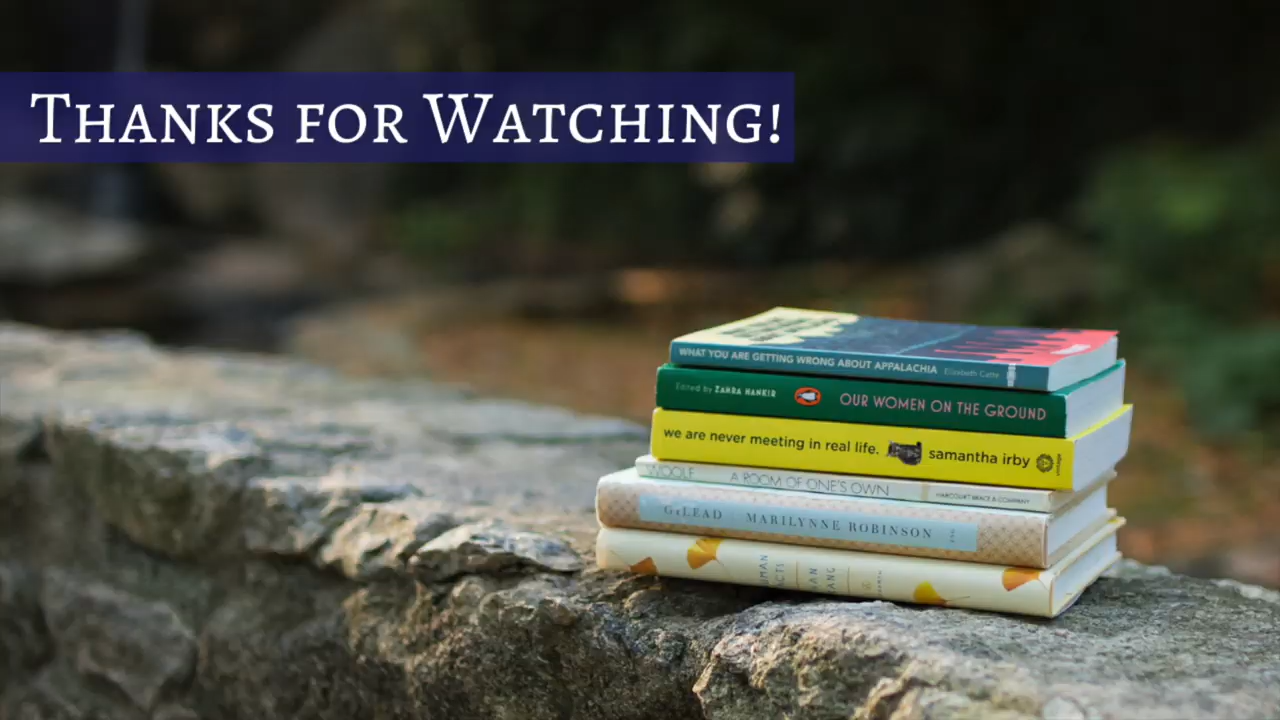 THANKS FOR WATCHING!
WHAT YOU ARE GETTING WRONG ABOUT APPALACHIA Elizabeth Catte
Edited by ZAHRA HANKIR OUR WOMEN ON THE GROUND
we are never meeting in real life. samantha irby vintage
WOOLF A ROOM OF ONE'S OWN HARCOURT BRACE & COMPANY
GILEAD MARILYNNE ROBINSON